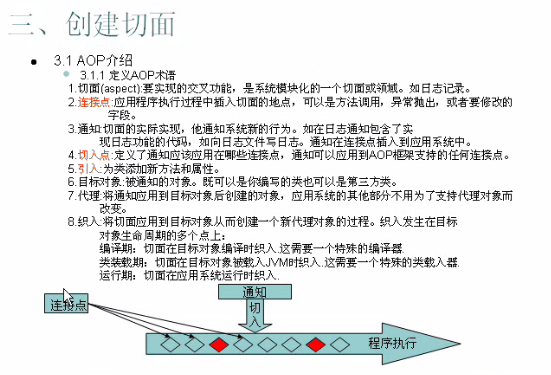 三、创建切面
3.1 AOP介绍
3.1.1 定义AOP术语
1.切面(aspect):要实现的交叉功能，是系统模块化的一个切面或领域。如日志记录。
2.连接点:应用程序执行过程中插入切面的地点，可以是方法调用，异常抛出，或者要修改的
字段。
3.通知:切面的实际实现，他通知系统新的行为。如在日志通知包含了实
现日志功能的代码，如向日志文件写日志。通知在连接点插入到应用系统中。
4.切入点:定义了通知应该应用在哪些连接点，通知可以应用到AOP框架支持的任何连接点。
5.引入:为类添加新方法和属性。
6.目标对象:被通知的对象。既可以是你编写的类也可以是第三方类。
7.代理:将通知应用到目标对象后创建的对象，应用系统的其他部分不用为了支持代理对象而
改变。
8.织入:将切面应用到目标对象从而创建一个新代理对象的过程。织入发生在目标
对象生命周期的多个点上：
编译期：切面在目标对象编译时织入.这需要一个特殊的编译器.
类装载期：切面在目标对象被载入JVM时织入.这需要一个特殊的类载入器.
运行期：切面在应用系统运行时织入.
通知
连接点
切
入
程序执行